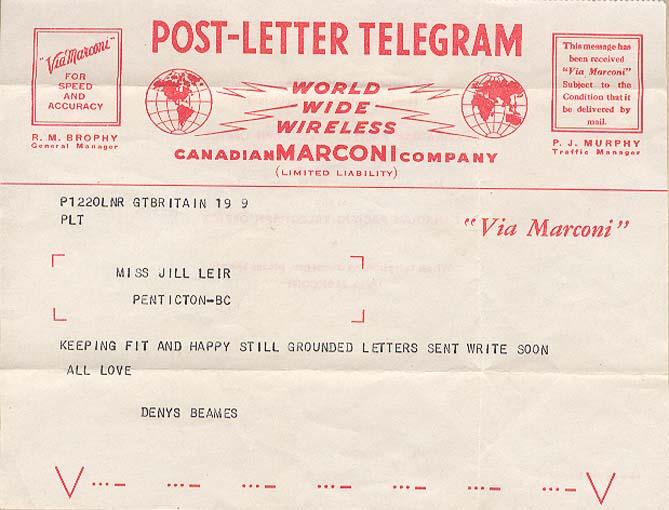 POST-LETTER TELEGRAM
"Via Marconi"
FOR
SPEED
AND
ACCURACY
R. M. BROPHY
General Manager
WORLD
WIDE
WIRELESS
CANADIAN MARCONI COMPANY
(LIMITED LIABILITY)
This message has
been received
"Via Marconi"
Subject to the
Condition that it
be delivered by
mail.
P. J. MURPHY
Traffic Manager
P1220LNR GTBRITAIN 19 9
PLT
"Via Marconi"
MISS JILL LEIR
PENTICTON-BC
KEEPING FIT AND HAPPY STILL GROUNDED LETTERS SENT WRITE SOON
ALL LOVE
DENYS BEAMES
V ...– ...– ...– ...– ...– ...– V